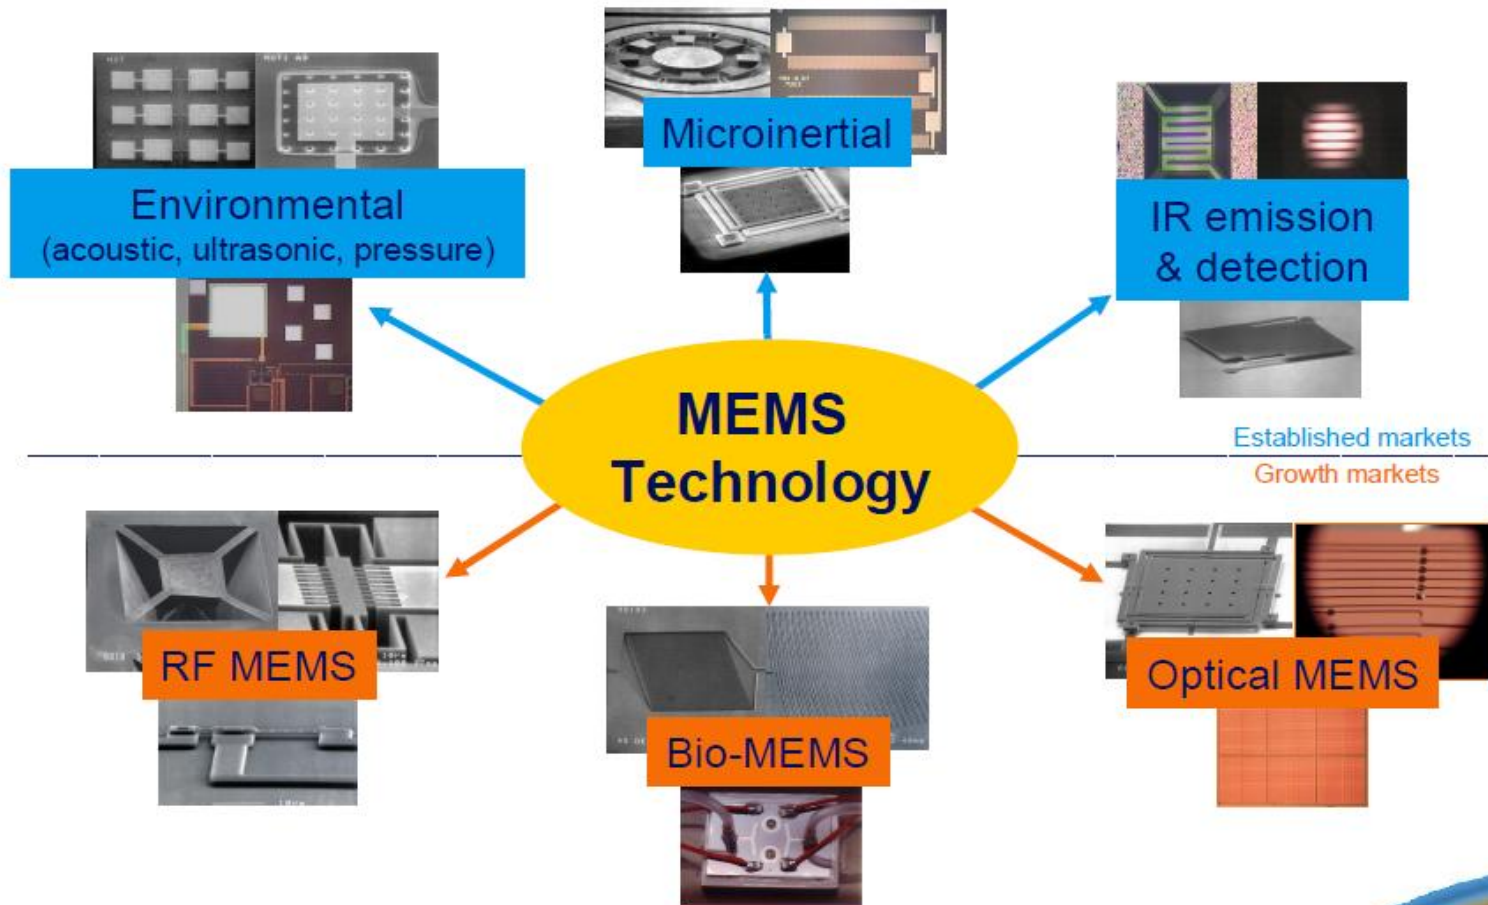 Microinertial
Environmental
(acoustic, ultrasonic, pressure)
IR emission
& detection
MEMS
Technology
Established markets
Growth markets
RF MEMS
Bio-MEMS
Optical MEMS